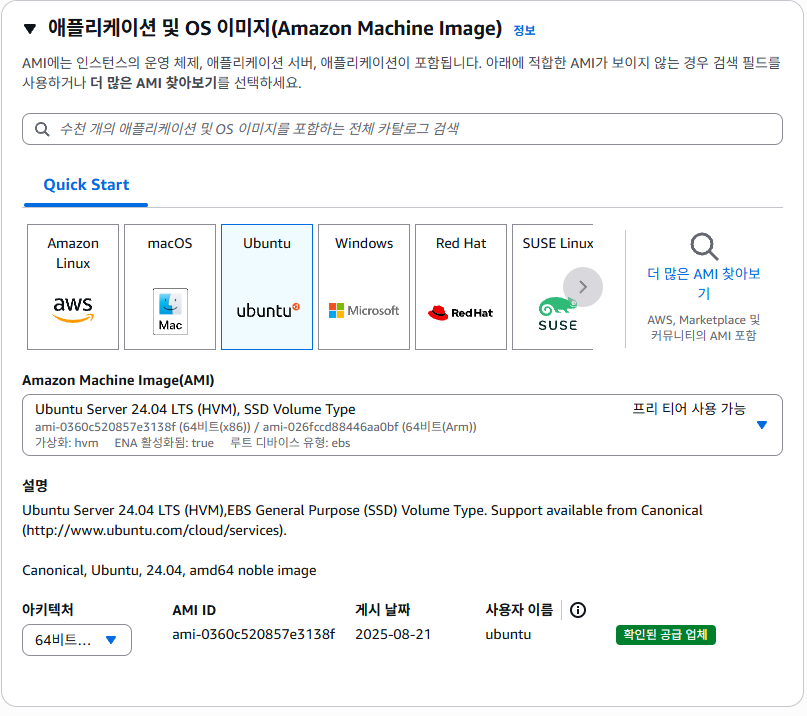 ▼ 애플리케이션 및 OS 이미지(Amazon Machine Image) 정보
AMI에는 인스턴스의 운영 체제, 애플리케이션 서버, 애플리케이션이 포함됩니다. 아래에 적합한 AMI가 보이지 않는 경우 검색 필드를
사용하거나 더 많은 AMI 찾아보기를 선택하세요.
수천 개의 애플리케이션 및 OS 이미지를 포함하는 전체 카탈로그 검색
Quick Start
Amazon
Linux
aws
macOS
Mac
Ubuntu
ubuntu
Windows
Microsoft
Red Hat
Red Hat
SUSE Linux
SUSE
더 많은 AMI 찾아보
기
AWS, Marketplace 및
커뮤니티의 AMI 포함
Amazon Machine Image(AMI)
Ubuntu Server 24.04 LTS (HVM), SSD Volume Type 프리 티어 사용 가능
ami-0360c520857e3138f (64비트(x86)) / ami-026fccd88446aa0bf (64비트(Arm))
가상화: hvm ENA 활성화됨: true 루트 디바이스 유형: ebs
설명
Ubuntu Server 24.04 LTS (HVM),EBS General Purpose (SSD) Volume Type. Support available from Canonical
(http://www.ubuntu.com/cloud/services).
Canonical, Ubuntu, 24.04, amd64 noble image
아키텍처 AMI ID 게시 날짜 사용자 이름
64비트... ami-0360c520857e3138f 2025-08-21 ubuntu 확인된 공급 업체